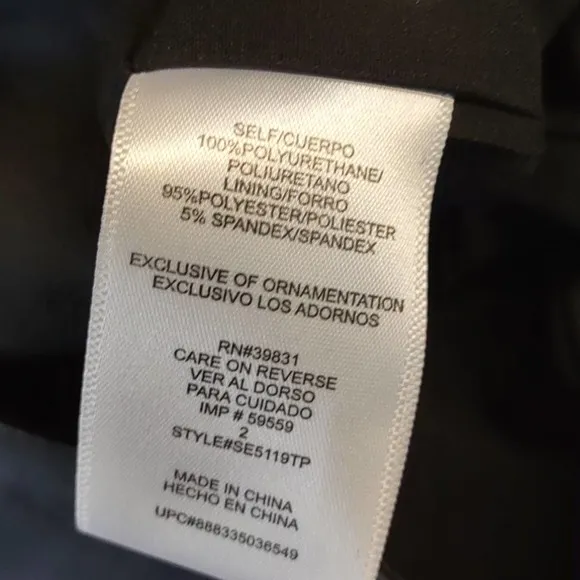 SELF/CUERPO
100%POLYURETHANE/
POLIURETANO
LINING/FORRO
95%POLYESTER/POLIESTER
5% SPANDEX/SPANDEX
EXCLUSIVE OF ORNAMENTATION
EXCLUSIVO LOS ADORNOS
RN#39831
CARE ON REVERSE
VER AL DORSO
PARA CUIDADO
IMP # 59559
2
STYLE#SE5119TP
MADE IN CHINA
HECHO EN CHINA
UPC#888335036549